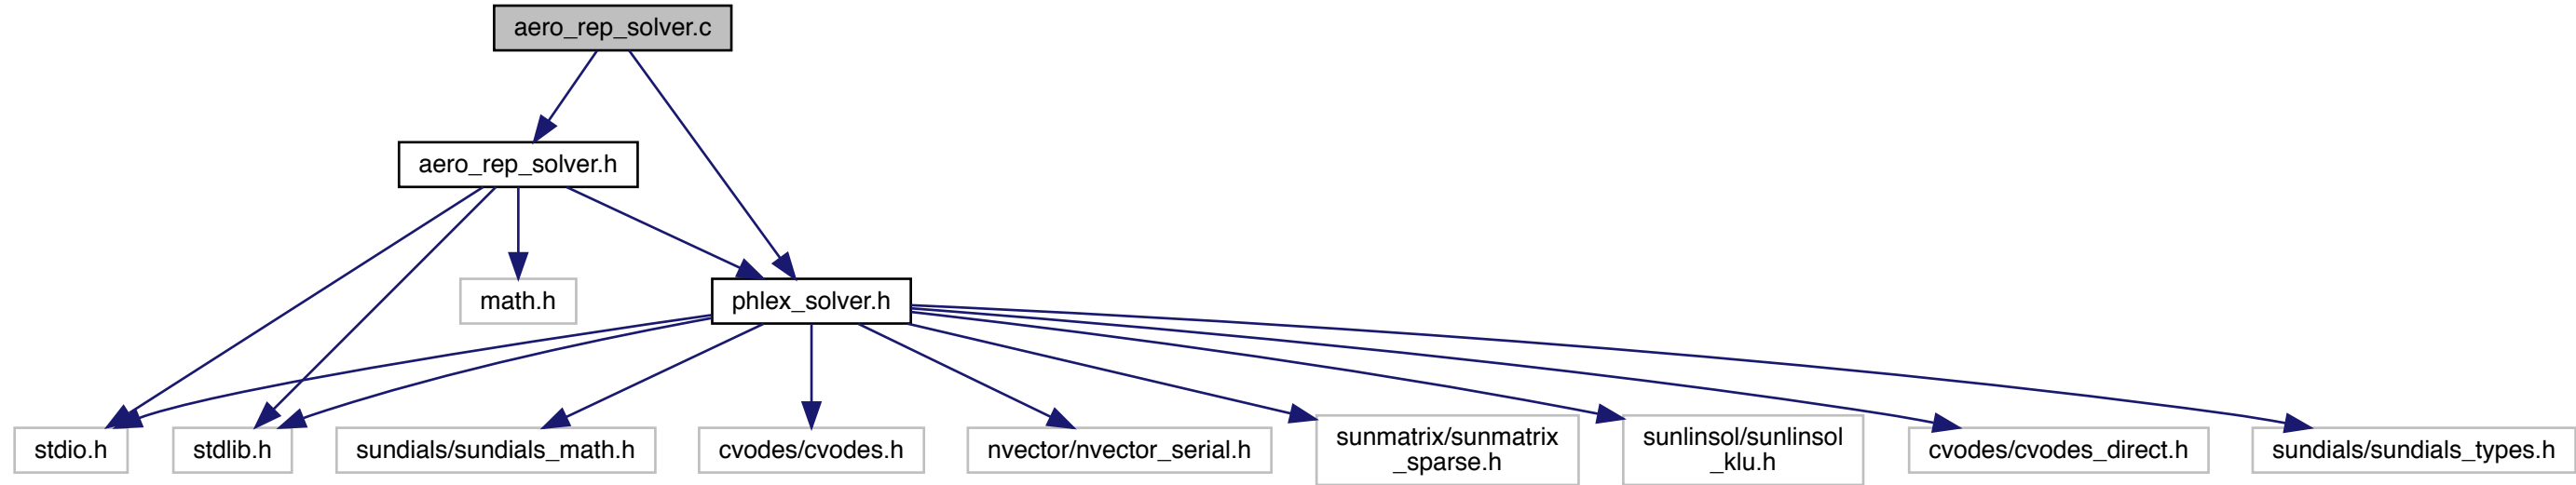 aero_rep_solver.c
aero_rep_solver.h
math.h
phlex_solver.h
stdio.h
stdlib.h
sundials/sundials_math.h
cvodes/cvodes.h
nvector/nvector_serial.h
sunmatrix/sunmatrix
_sparse.h
sunlinsol/sunlinsol
_klu.h
cvodes/cvodes_direct.h
sundials/sundials_types.h